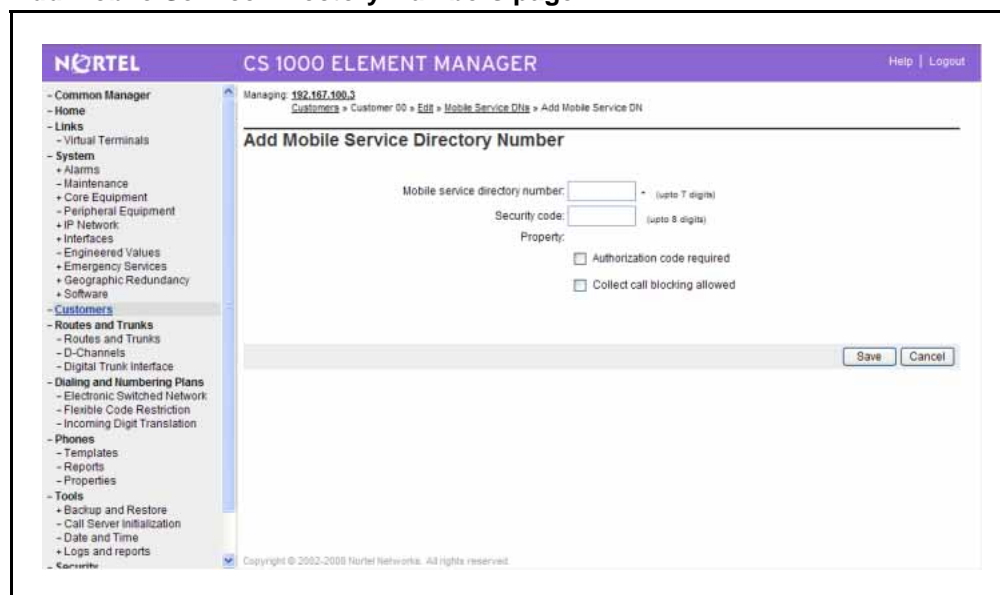 Add Mobile Service Directory Numbers page
NORTEL
CS 1000 ELEMENT MANAGER
Help | Logout
- Common Manager
- Home
- Links
- Virtual Terminals
- System
+ Alarms
- Maintenance
+ Core Equipment
- Peripheral Equipment
+ IP Network
+ Interfaces
- Engineered Values
+ Emergency Services
+ Geographic Redundancy
+ Software
- Customers
- Routes and Trunks
- Routes and Trunks
- D-Channels
- Digital Trunk Interface
- Dialing and Numbering Plans
- Electronic Switched Network
- Flexible Code Restriction
- Incoming Digit Translation
- Phones
- Templates
- Reports
- Properties
- Tools
+ Backup and Restore
- Call Server Initialization
- Date and Time
+ Logs and reports
- Security
Managing: 192.167.100.3
Customers » Customer 00 » Edit » Mobile Service DNs » Add Mobile Service DN
Add Mobile Service Directory Number
Mobile service directory number: * (upto 7 digits)
Security code: (upto 8 digits)
Property:
Authorization code required
Collect call blocking allowed
Save Cancel
Copyright © 2002-2008 Nortel Networks. All rights reserved.